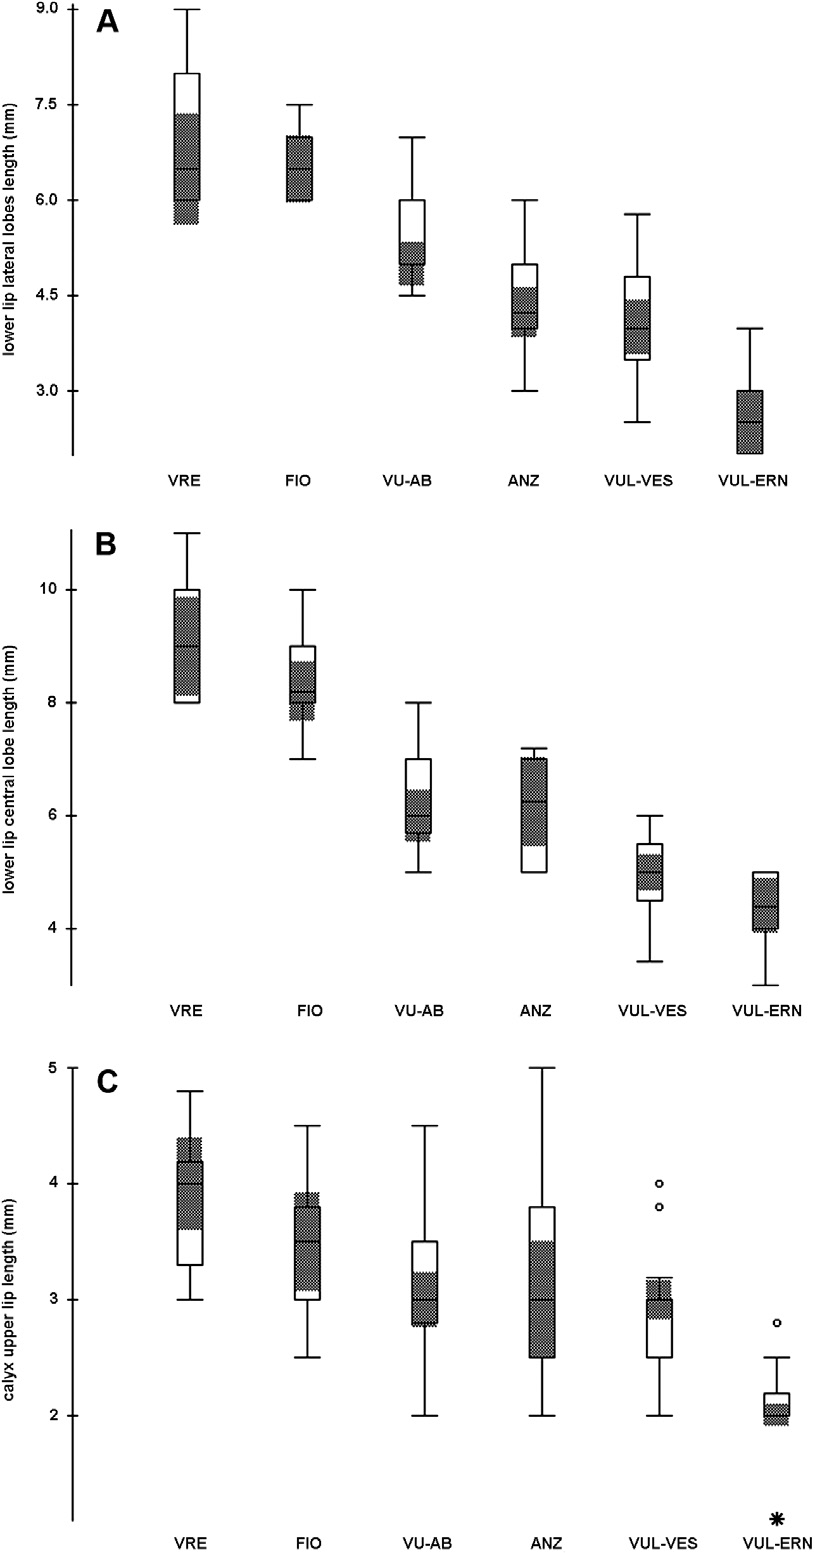 A
lower lip lateral lobes length (mm)
9.0
7.5
6.0
4.5
3.0
VRE FIO VU-AB ANZ VUL-VES VUL-ERN
B
lower lip central lobe length (mm)
10
8
6
4
VRE FIO VU-AB ANZ VUL-VES VUL-ERN
C
calyx upper lip length (mm)
5
4
3
2
VRE FIO VU-AB ANZ VUL-VES VUL-ERN